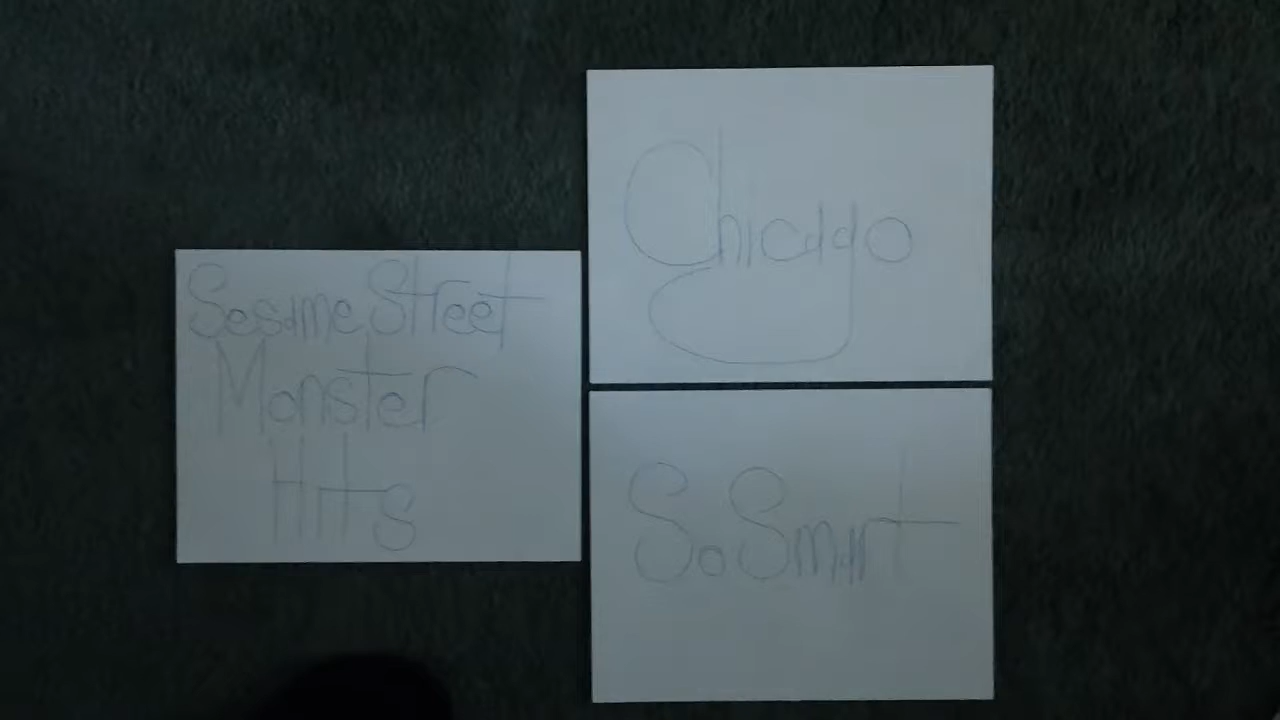 Sesame Street
Monster
Hits
Chicago
So Smart